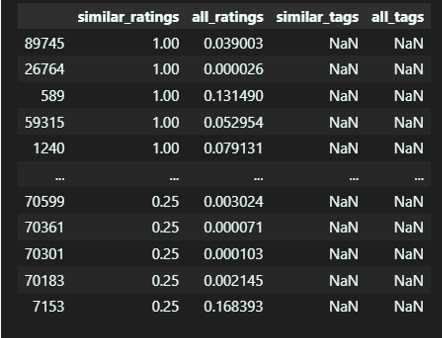 similar_ratings all_ratings similar_tags all_tags
89745 1.00 0.039003 NaN NaN
26764 1.00 0.000026 NaN NaN
589 1.00 0.131490 NaN NaN
59315 1.00 0.052954 NaN NaN
1240 1.00 0.079131 NaN NaN
... ... ... ... ...
70599 0.25 0.003024 NaN NaN
70361 0.25 0.000071 NaN NaN
70301 0.25 0.000103 NaN NaN
70183 0.25 0.002145 NaN NaN
7153 0.25 0.168393 NaN NaN